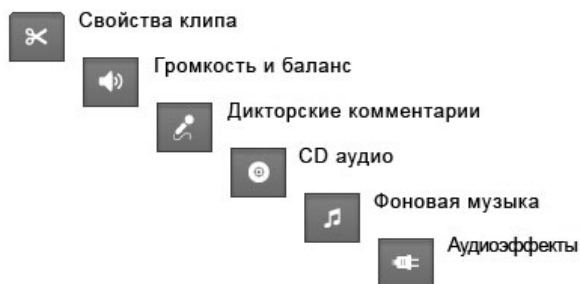 Свойства клипа
Громкость и баланс
Дикторские комментарии
CD аудио
Фоновая музыка
Аудиоэффекты